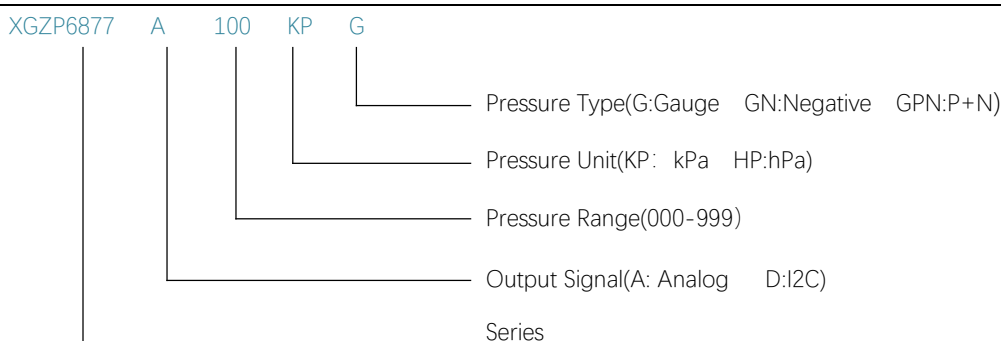 XGZP6877 A 100 KP G
Pressure Type(G:Gauge GN:Negative GPN:P+N)
Pressure Unit(KP: kPa HP:hPa)
Pressure Range(000-999)
Output Signal(A: Analog D:I2C)
Series